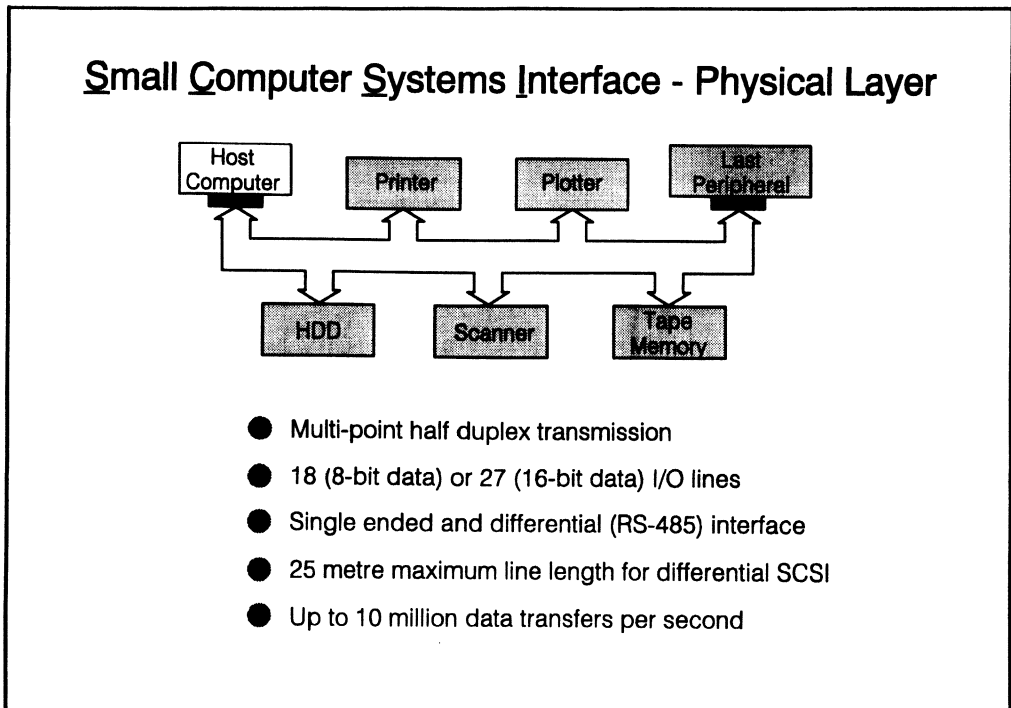 Small Computer Systems Interface - Physical Layer
Host
Computer
Printer
Plotter
Last
Peripheral
HDD
Scanner
Tape
Memory
Multi-point half duplex transmission
18 (8-bit data) or 27 (16-bit data) I/O lines
Single ended and differential (RS-485) interface
25 metre maximum line length for differential SCSI
Up to 10 million data transfers per second